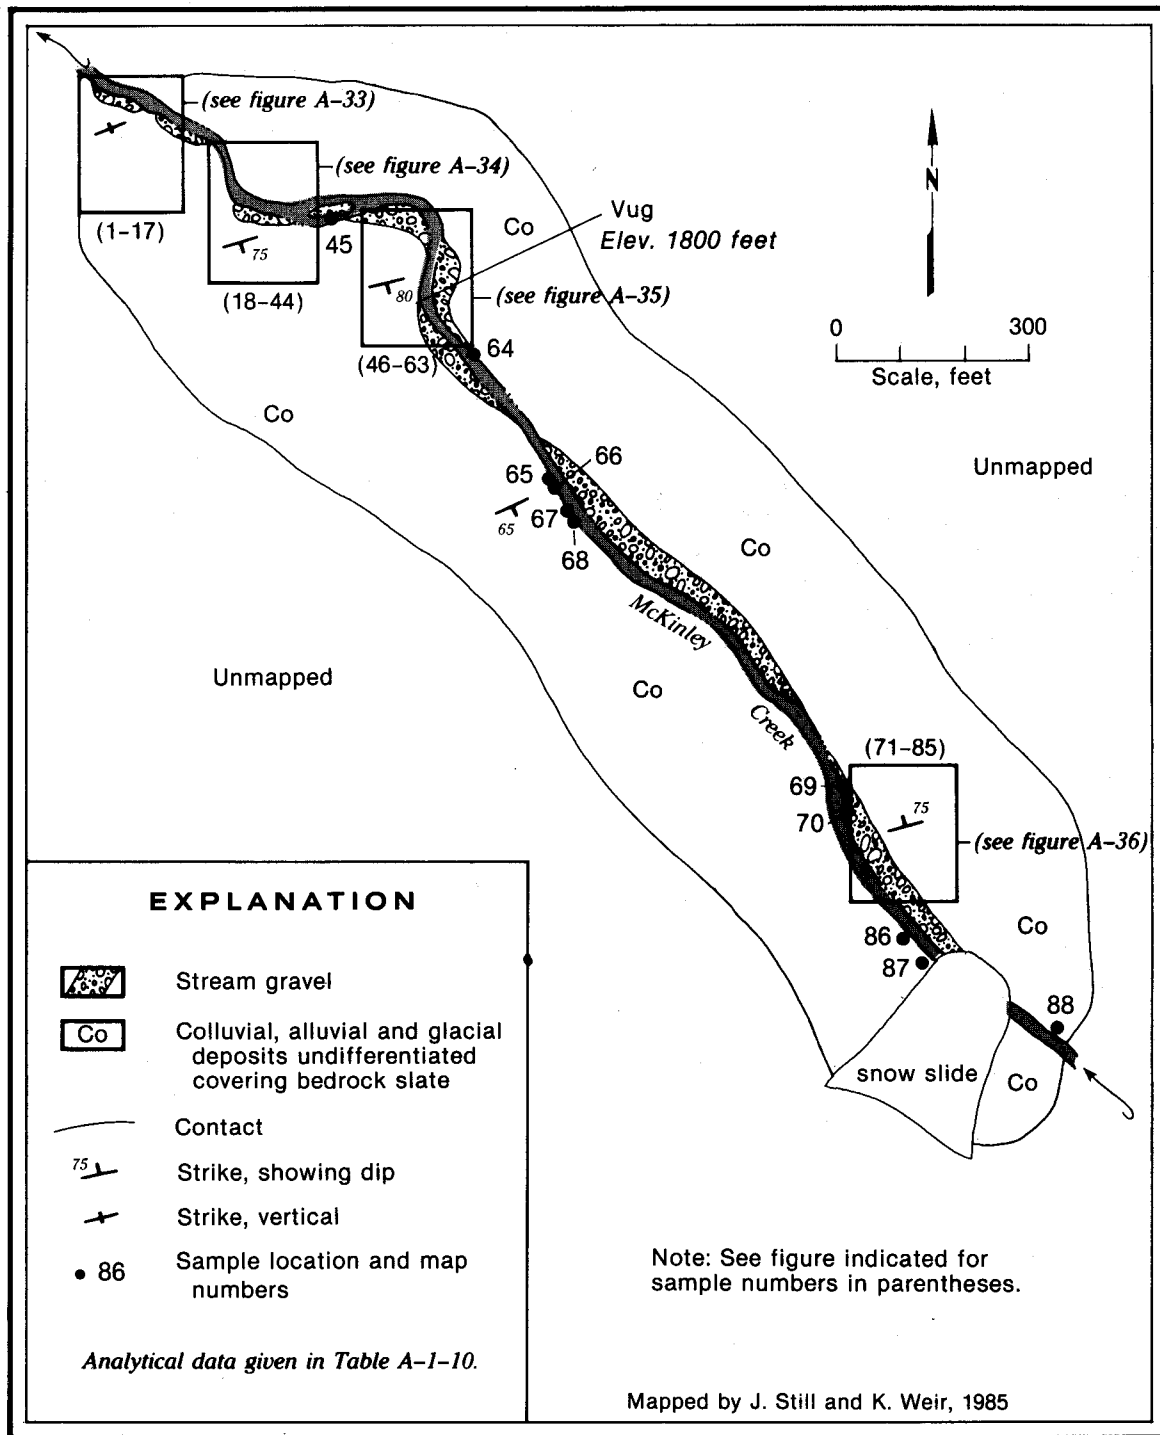 (see figure A-33)
(see figure A-34)
(1-17)
75
(18-44)
45
Co
Vug
Elev. 1800 feet
80
(see figure A-35)
(46-63)
64
N
0 300
Scale, feet
Co
Unmapped
65
66
65
67
68
Co
McKinley
Creek
Unmapped
Co
(71-85)
69
70
75
(see figure A-36)
86
87
Co
88
snow slide
Co
EXPLANATION
Stream gravel
Co
Colluvial, alluvial and glacial
deposits undifferentiated
covering bedrock slate
Contact
75
Strike, showing dip
Strike, vertical
86
Sample location and map
numbers
Analytical data given in Table A-1-10.
Note: See figure indicated for
sample numbers in parentheses.
Mapped by J. Still and K. Weir, 1985